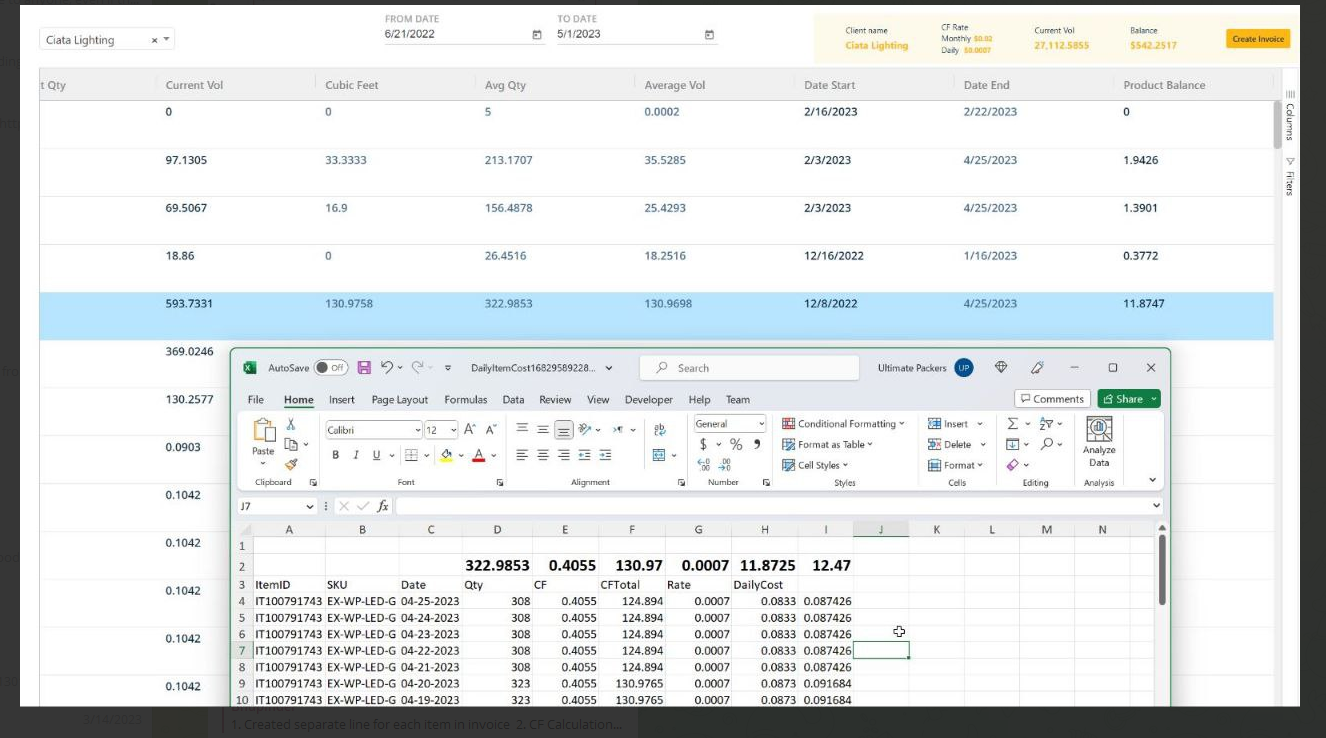 FROM DATE TO DATE
6/21/2022 5/1/2023
Ciata Lighting
Client name CF Rate Current Vol Balance
Ciata Lighting Monthly $0.02 27,112.5855 $542.2517
Daily $0.0007
Create Invoice
t Qty Current Vol Cubic Feet Avg Qty Average Vol Date Start Date End Product Balance
0 0 5 0.0002 2/16/2023 2/22/2023 0
97.1305 33.3333 213.1707 35.5285 2/3/2023 4/25/2023 1.9426
69.5067 16.9 156.4878 25.4293 2/3/2023 4/25/2023 1.3901
18.86 0 26.4516 18.2516 12/16/2022 1/16/2023 0.3772
593.7331 130.9758 322.9853 130.9698 12/8/2022 4/25/2023 11.8747
369.0246
130.2577
0.0903
0.1042
0.1042
0.1042
0.1042
0.1042
Columns
Filters
AutoSave Off DailyItemCost16829589228... Search Ultimate Packers UP
File Home Insert Page Layout Formulas Data Review View Developer Help Team Comments Share
Paste Calibri 12 General Conditional Formatting Insert
B I U A $ % Format as Table Delete
Cell Styles Format
Analyze Data
Clipboard Font Alignment Number Styles Cells Editing Analysis
J7 fx
A B C D E F G H I J K L M N
1
2 322.9853 0.4055 130.97 0.0007 11.8725 12.47
3 ItemID SKU Date Qty CF CFTotal Rate DailyCost
4 IT100791743 EX-WP-LED-G 04-25-2023 308 0.4055 124.894 0.0007 0.0833 0.087426
5 IT100791743 EX-WP-LED-G 04-24-2023 308 0.4055 124.894 0.0007 0.0833 0.087426
6 IT100791743 EX-WP-LED-G 04-23-2023 308 0.4055 124.894 0.0007 0.0833 0.087426
7 IT100791743 EX-WP-LED-G 04-22-2023 308 0.4055 124.894 0.0007 0.0833 0.087426
8 IT100791743 EX-WP-LED-G 04-21-2023 308 0.4055 124.894 0.0007 0.0833 0.087426
9 IT100791743 EX-WP-LED-G 04-20-2023 323 0.4055 130.9765 0.0007 0.0873 0.091684
10 IT100791743 EX-WP-LED-G 04-19-2023 323 0.4055 130.9765 0.0007 0.0873 0.091684
3/14/2023
1. Created separate line for each item in invoice 2. CF Calculation...